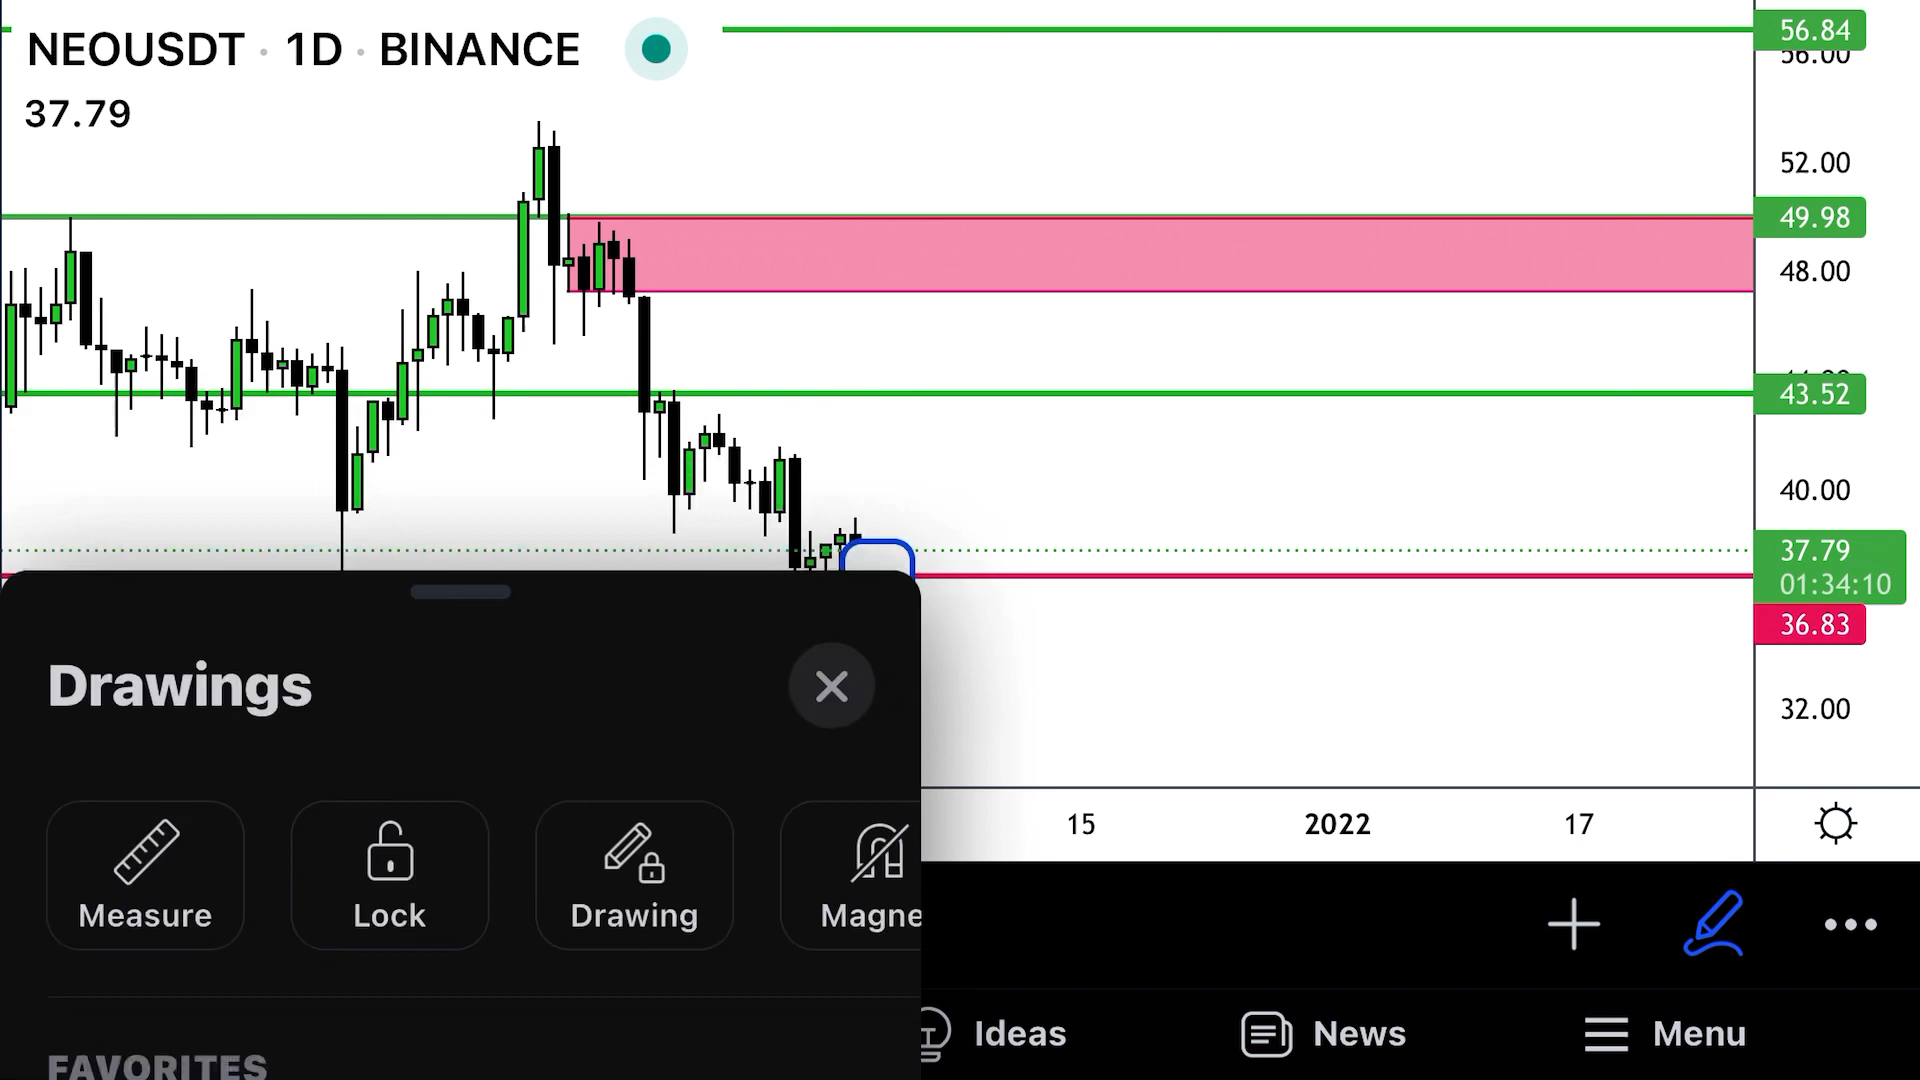 NEOUSDT · 1D · BINANCE
37.79
56.84
56.00
52.00
49.98
48.00
43.52
40.00
37.79
01:34:10
36.83
32.00
15 2022 17
Drawings
Measure Lock Drawing Magne
FAVORITES
Ideas News Menu